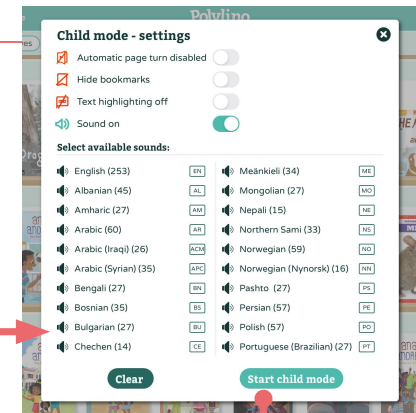 Polylino
Child mode - settings
Automatic page turn disabled
Hide bookmarks
Text highlighting off
Sound on
Select available sounds:
English (253) EN
Albanian (45) AL
Amharic (27) AM
Arabic (60) AR
Arabic (Iraqi) (26) ACM
Arabic (Syrian) (35) APC
Bengali (27) BN
Bosnian (35) BS
Bulgarian (27) BU
Chechen (14) CE
Meänkieli (34) ME
Mongolian (27) MO
Nepali (15) NE
Northern Sami (33) NS
Norwegian (59) NO
Norwegian (Nynorsk) (16) NN
Pashto (27) PS
Persian (57) PE
Polish (57) PO
Portuguese (Brazilian) (27) PT
Clear
Start child mode